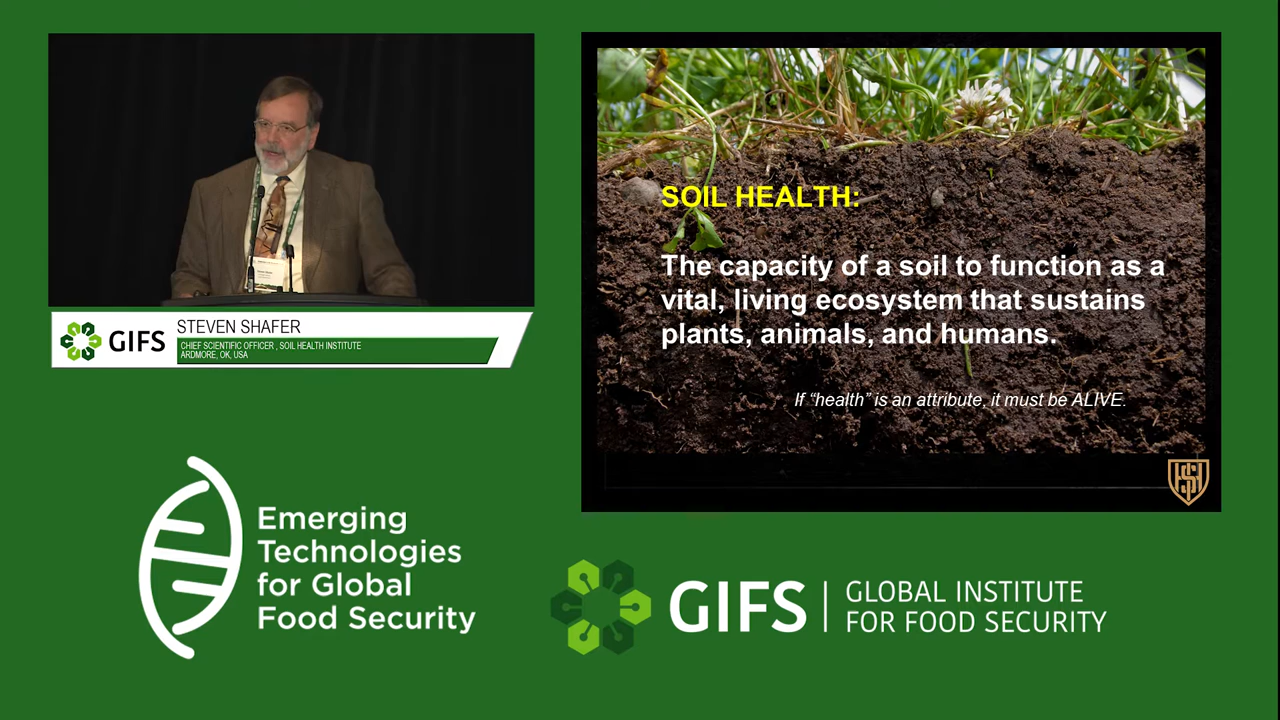 GIFS
STEVEN SHAFER
CHIEF SCIENTIFIC OFFICER , SOIL HEALTH INSTITUTE
ARDMORE, OK, USA
SOIL HEALTH:
The capacity of a soil to function as a
vital, living ecosystem that sustains
plants, animals, and humans.
If “health” is an attribute, it must be ALIVE.
Emerging
Technologies
for Global
Food Security
GIFS
GLOBAL INSTITUTE
FOR FOOD SECURITY